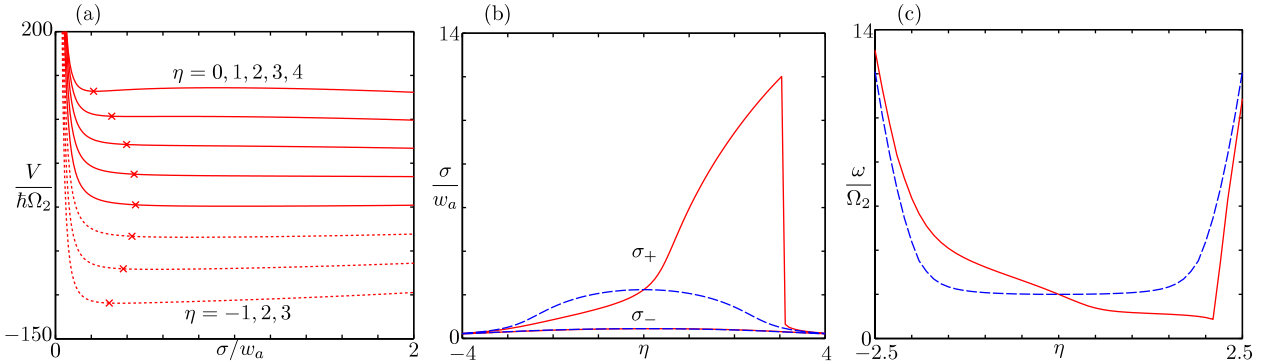 (a)
200
η = 0, 1, 2, 3, 4
V
ℏΩ₂
η = −1, 2, 3
−150
0
σ/wₐ
2
(b)
14
σ
wₐ
σ₊
σ₋
0
−4
η
4
(c)
14
ω
Ω₂
0
−2.5
η
2.5